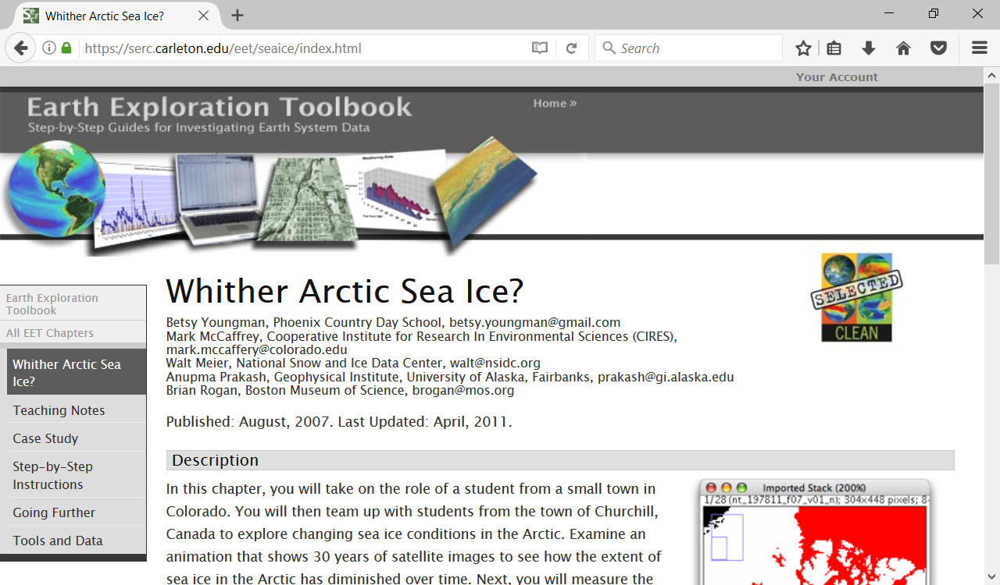 Whither Arctic Sea Ice?
https://serc.carleton.edu/eet/seaice/index.html
Search
Your Account
Earth Exploration Toolbook
Step-by-Step Guides for Investigating Earth System Data
Home »
Weathering Rate
SELECTED
CLEAN
Earth Exploration
Toolbook
All EET Chapters
Whither Arctic Sea
Ice?
Teaching Notes
Case Study
Step-by-Step
Instructions
Going Further
Tools and Data
Whither Arctic Sea Ice?
Betsy Youngman, Phoenix Country Day School, betsy.youngman@gmail.com
Mark McCaffrey, Cooperative Institute for Research In Environmental Sciences (CIRES),
mark.mccaffery@colorado.edu
Walt Meier, National Snow and Ice Data Center, walt@nsidc.org
Anupma Prakash, Geophysical Institute, University of Alaska, Fairbanks, prakash@gi.alaska.edu
Brian Rogan, Boston Museum of Science, brogan@mos.org
Published: August, 2007. Last Updated: April, 2011.
Description
In this chapter, you will take on the role of a student from a small town in
Colorado. You will then team up with students from the town of Churchill,
Canada to explore changing sea ice conditions in the Arctic. Examine an
animation that shows 30 years of satellite images to see how the extent of
sea ice in the Arctic has diminished over time. Next, you will measure the
Imported Stack (200%)
1/28 (nt_197811_f07_v01_n); 304x448 pixels; 8-